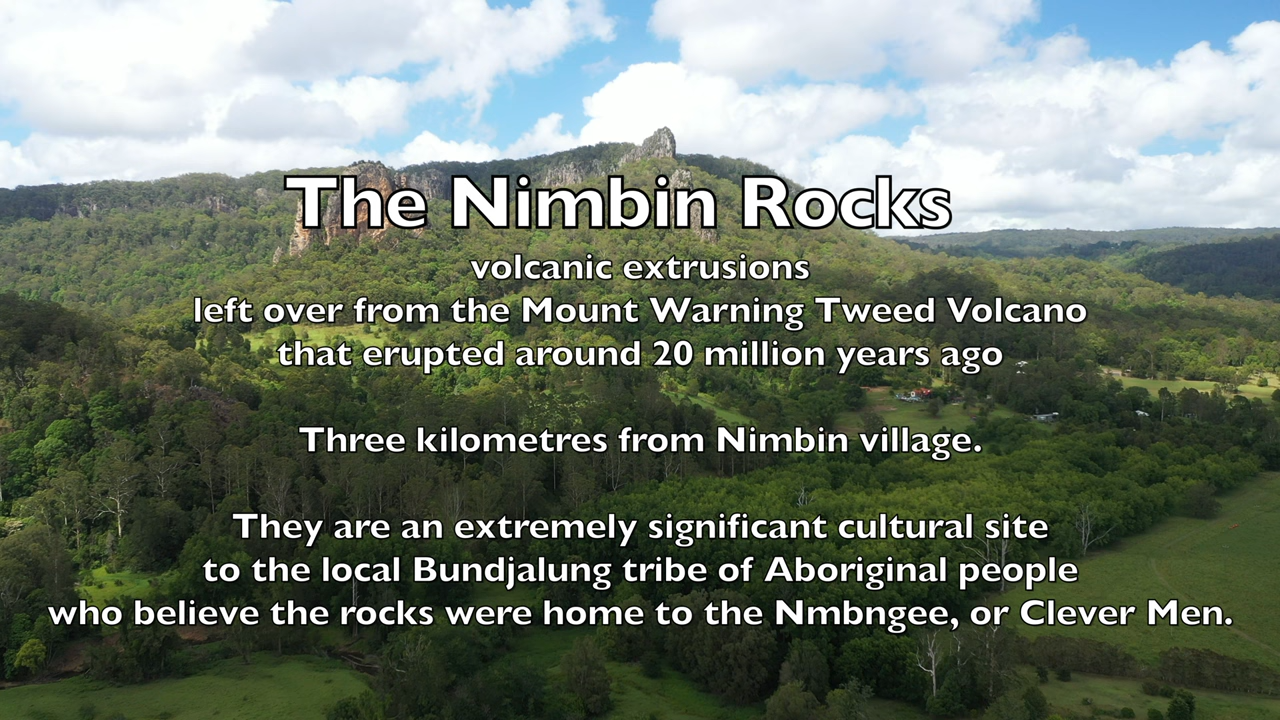 The Nimbin Rocks
volcanic extrusions
left over from the Mount Warning Tweed Volcano
that erupted around 20 million years ago
Three kilometres from Nimbin village.
They are an extremely significant cultural site
to the local Bundjalung tribe of Aboriginal people
who believe the rocks were home to the Nmbngee, or Clever Men.